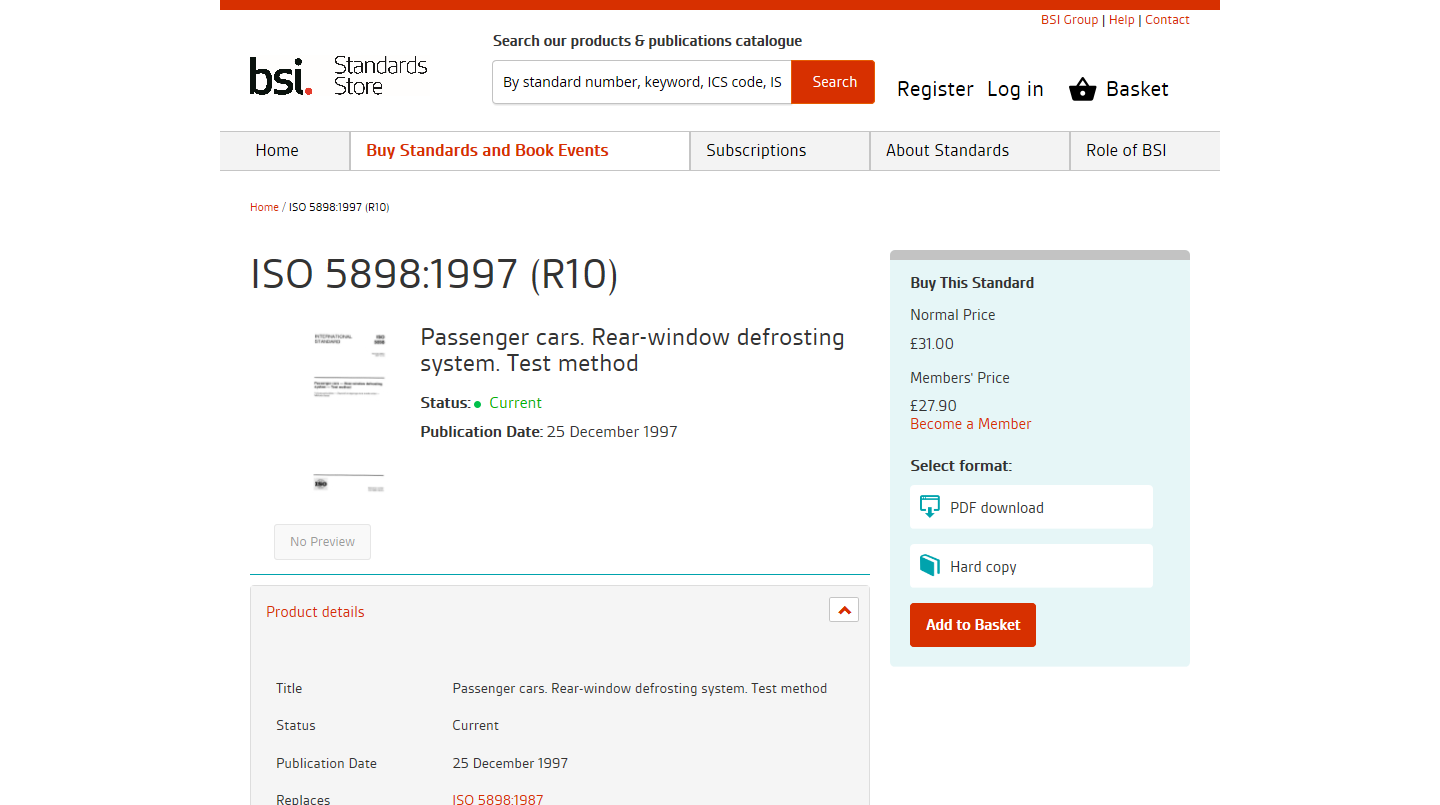 BSI Group | Help | Contact
Search our products & publications catalogue
bsi. Standards Store
By standard number, keyword, ICS code, IS
Search
Register Log in Basket
Home
Buy Standards and Book Events
Subscriptions
About Standards
Role of BSI
Home / ISO 5898:1997 (R10)
ISO 5898:1997 (R10)
INTERNATIONAL STANDARD
ISO
Passenger cars. Rear-window defrosting
system. Test method
Status: Current
Publication Date: 25 December 1997
No Preview
Buy This Standard
Normal Price
£31.00
Members' Price
£27.90
Become a Member
Select format:
PDF download
Hard copy
Add to Basket
Product details
Title Passenger cars. Rear-window defrosting system. Test method
Status Current
Publication Date 25 December 1997
Replaces ISO 5898:1987